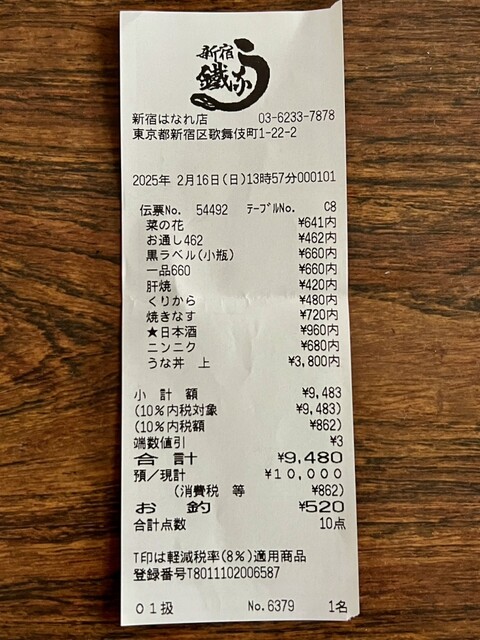 新宿
鐵な
う
新宿はなれ店 03-6233-7878
東京都新宿区歌舞伎町1-22-2
2025年 2月16日(日)13時57分000101
伝票No. 54492 テーブルNo. C8
菜の花 ¥641内
お通し462 ¥462内
黒ラベル(小瓶) ¥660内
一品660 ¥660内
肝焼 ¥420内
くりから ¥480内
焼きなす ¥720内
★日本酒 ¥960内
ニンニク ¥680内
うな丼 上 ¥3,800内
小計額 ¥9,483
(10%内税対象 ¥9,483)
(10%内税額 ¥862)
端数値引 ¥3
合計 ¥9,480
預/現計 ¥10,000
(消費税 等 ¥862)
お釣 ¥520
合計点数 10点
T印は軽減税率(8%)適用商品
登録番号T8011102006587
01扱 No.6379 1名